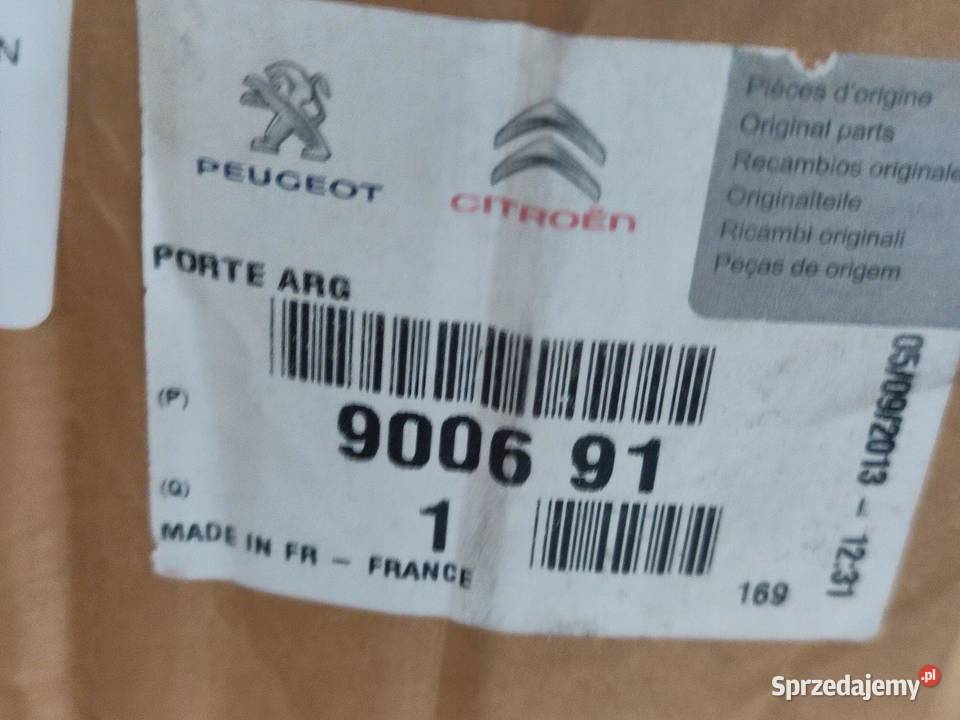 N
PEUGEOT
CITROËN
Pièces d'origine
Original parts
Recambios originale
Originalteile
Ricambi originali
Peças de origem
PORTE ARG
(P)
9006 91
(Q)
1
MADE IN FR - FRANCE
169
05/09/2013 - 12:31
Sprzedajemy.pl